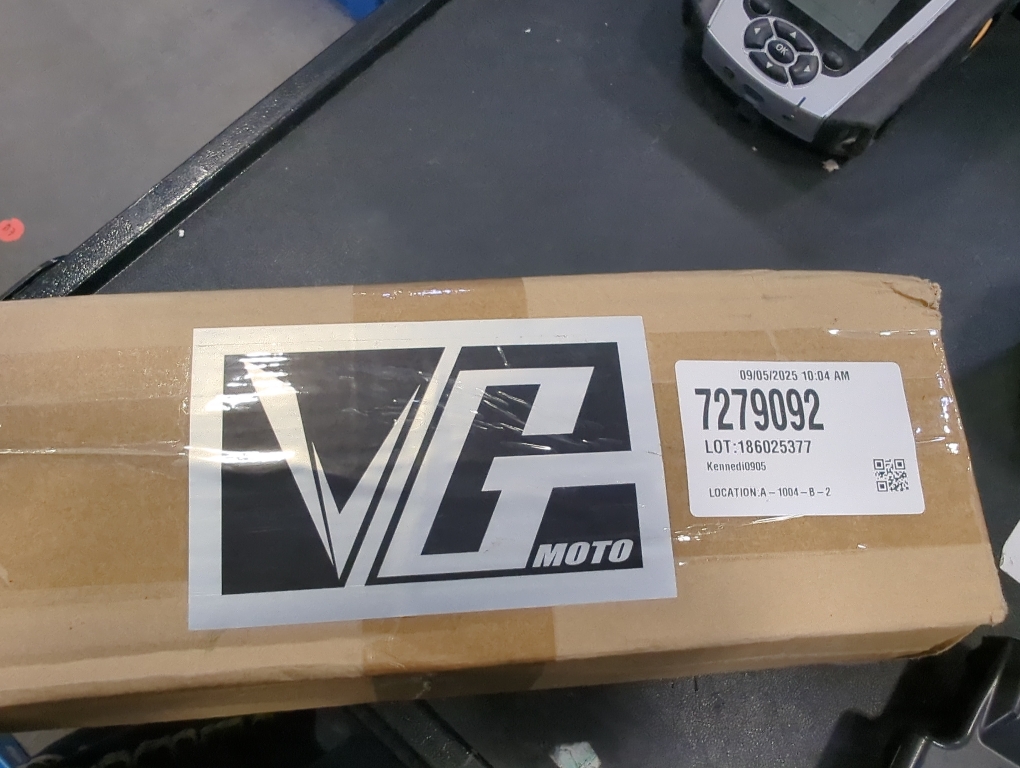 OK
VG
MOTO
09/05/2025 10:04 AM
7279092
LOT:186025377
Kennedi0905
LOCATION:A-1004-B-2